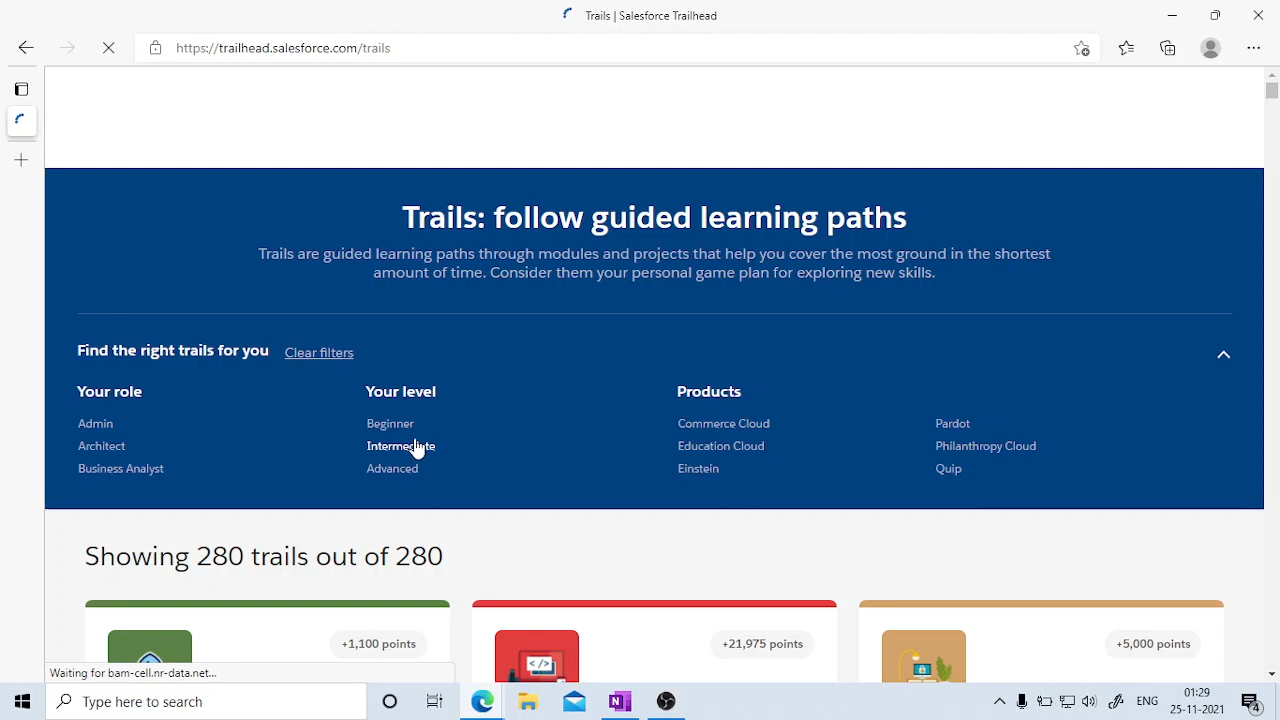 Trails | Salesforce Trailhead
https://trailhead.salesforce.com/trails
Trails: follow guided learning paths
Trails are guided learning paths through modules and projects that help you cover the most ground in the shortest
amount of time. Consider them your personal game plan for exploring new skills.
Find the right trails for you Clear filters
Your role Your level Products
Admin Beginner Commerce Cloud Pardot
Architect Intermediate Education Cloud Philanthropy Cloud
Business Analyst Advanced Einstein Quip
Showing 280 trails out of 280
+1,100 points +21,975 points +5,000 points
Waiting for bam-cell.nr-data.net...
Type here to search ENG 01:29
25-11-2021 4